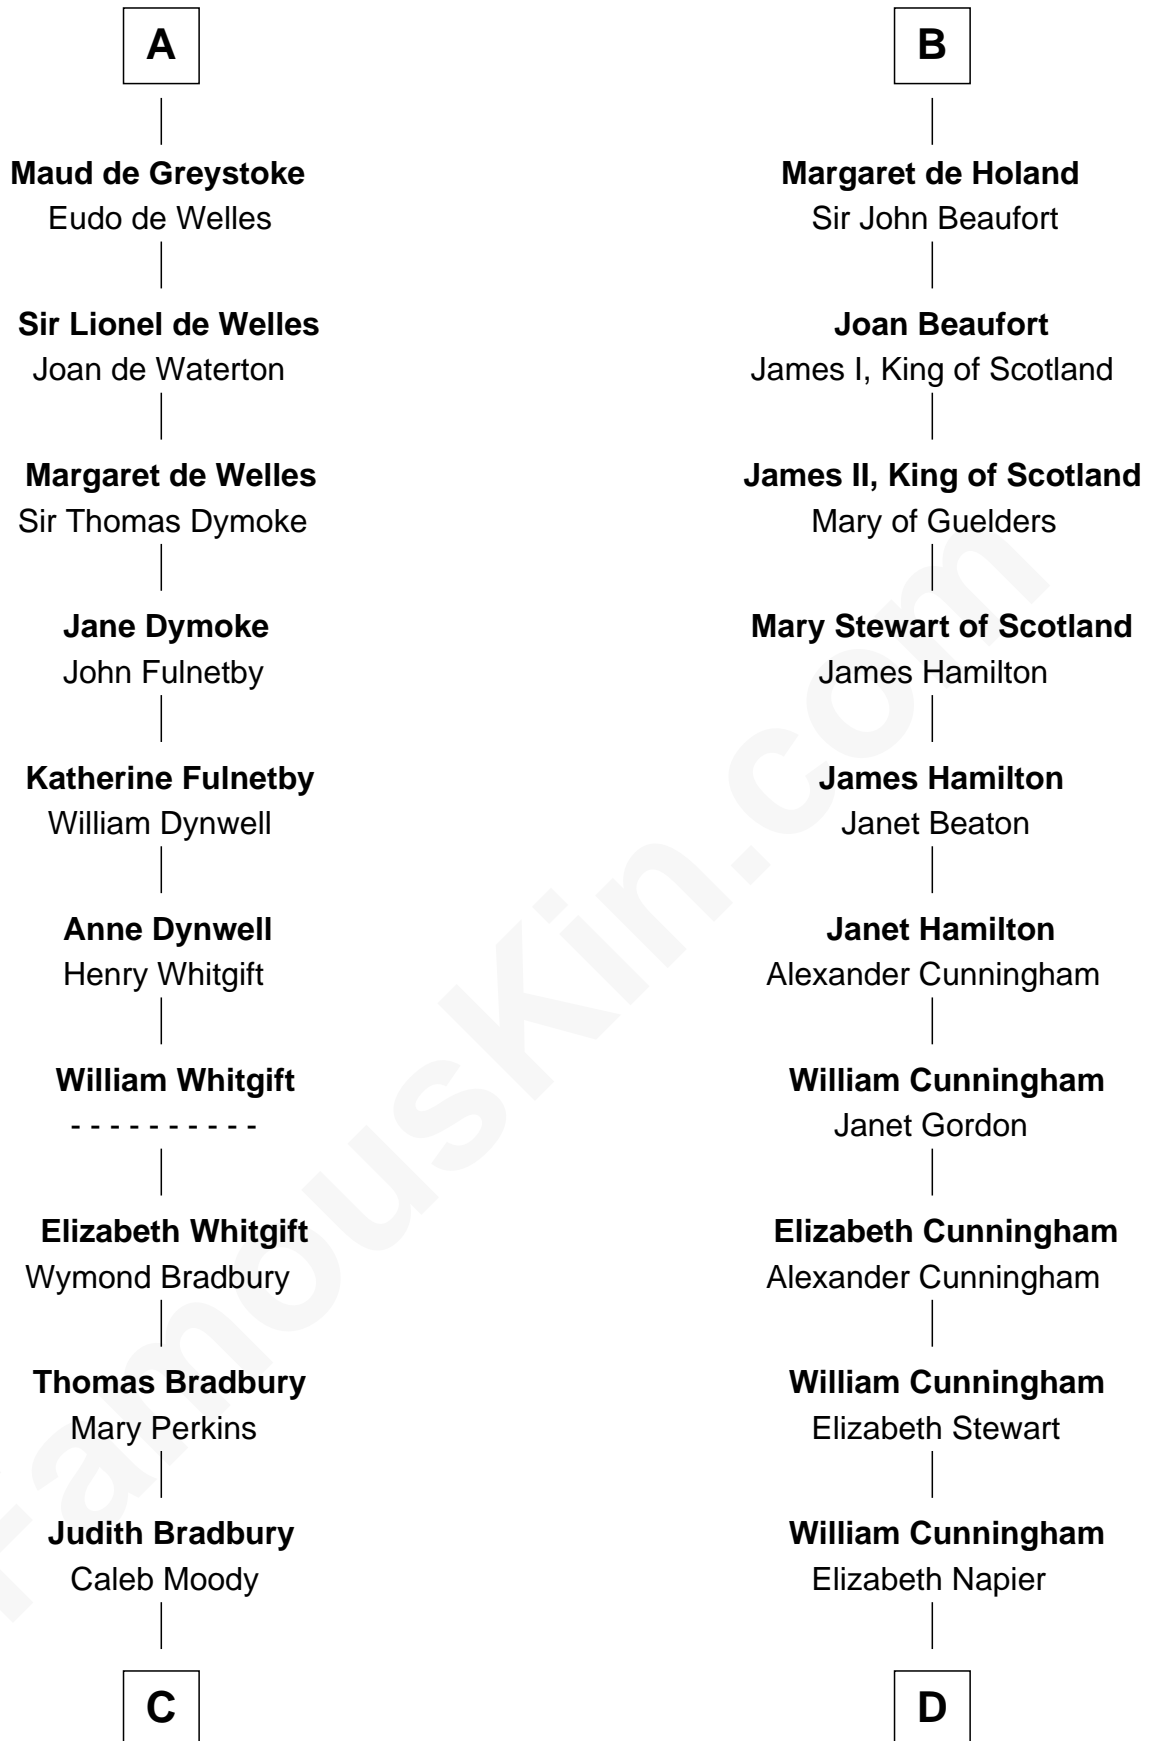 A
Maud de Greystoke
Eudo de Welles
Sir Lionel de Welles
Joan de Waterton
Margaret de Welles
Sir Thomas Dymoke
Jane Dymoke
John Fulnetby
Katherine Fulnetby
William Dynwell
Anne Dynwell
Henry Whitgift
William Whitgift
- - - - - - - - - -
Elizabeth Whitgift
Wymond Bradbury
Thomas Bradbury
Mary Perkins
Judith Bradbury
Caleb Moody
C
B
Margaret de Holand
Sir John Beaufort
Joan Beaufort
James I, King of Scotland
James II, King of Scotland
Mary of Guelders
Mary Stewart of Scotland
James Hamilton
James Hamilton
Janet Beaton
Janet Hamilton
Alexander Cunningham
William Cunningham
Janet Gordon
Elizabeth Cunningham
Alexander Cunningham
William Cunningham
Elizabeth Stewart
William Cunningham
Elizabeth Napier
D
FamousKin.com